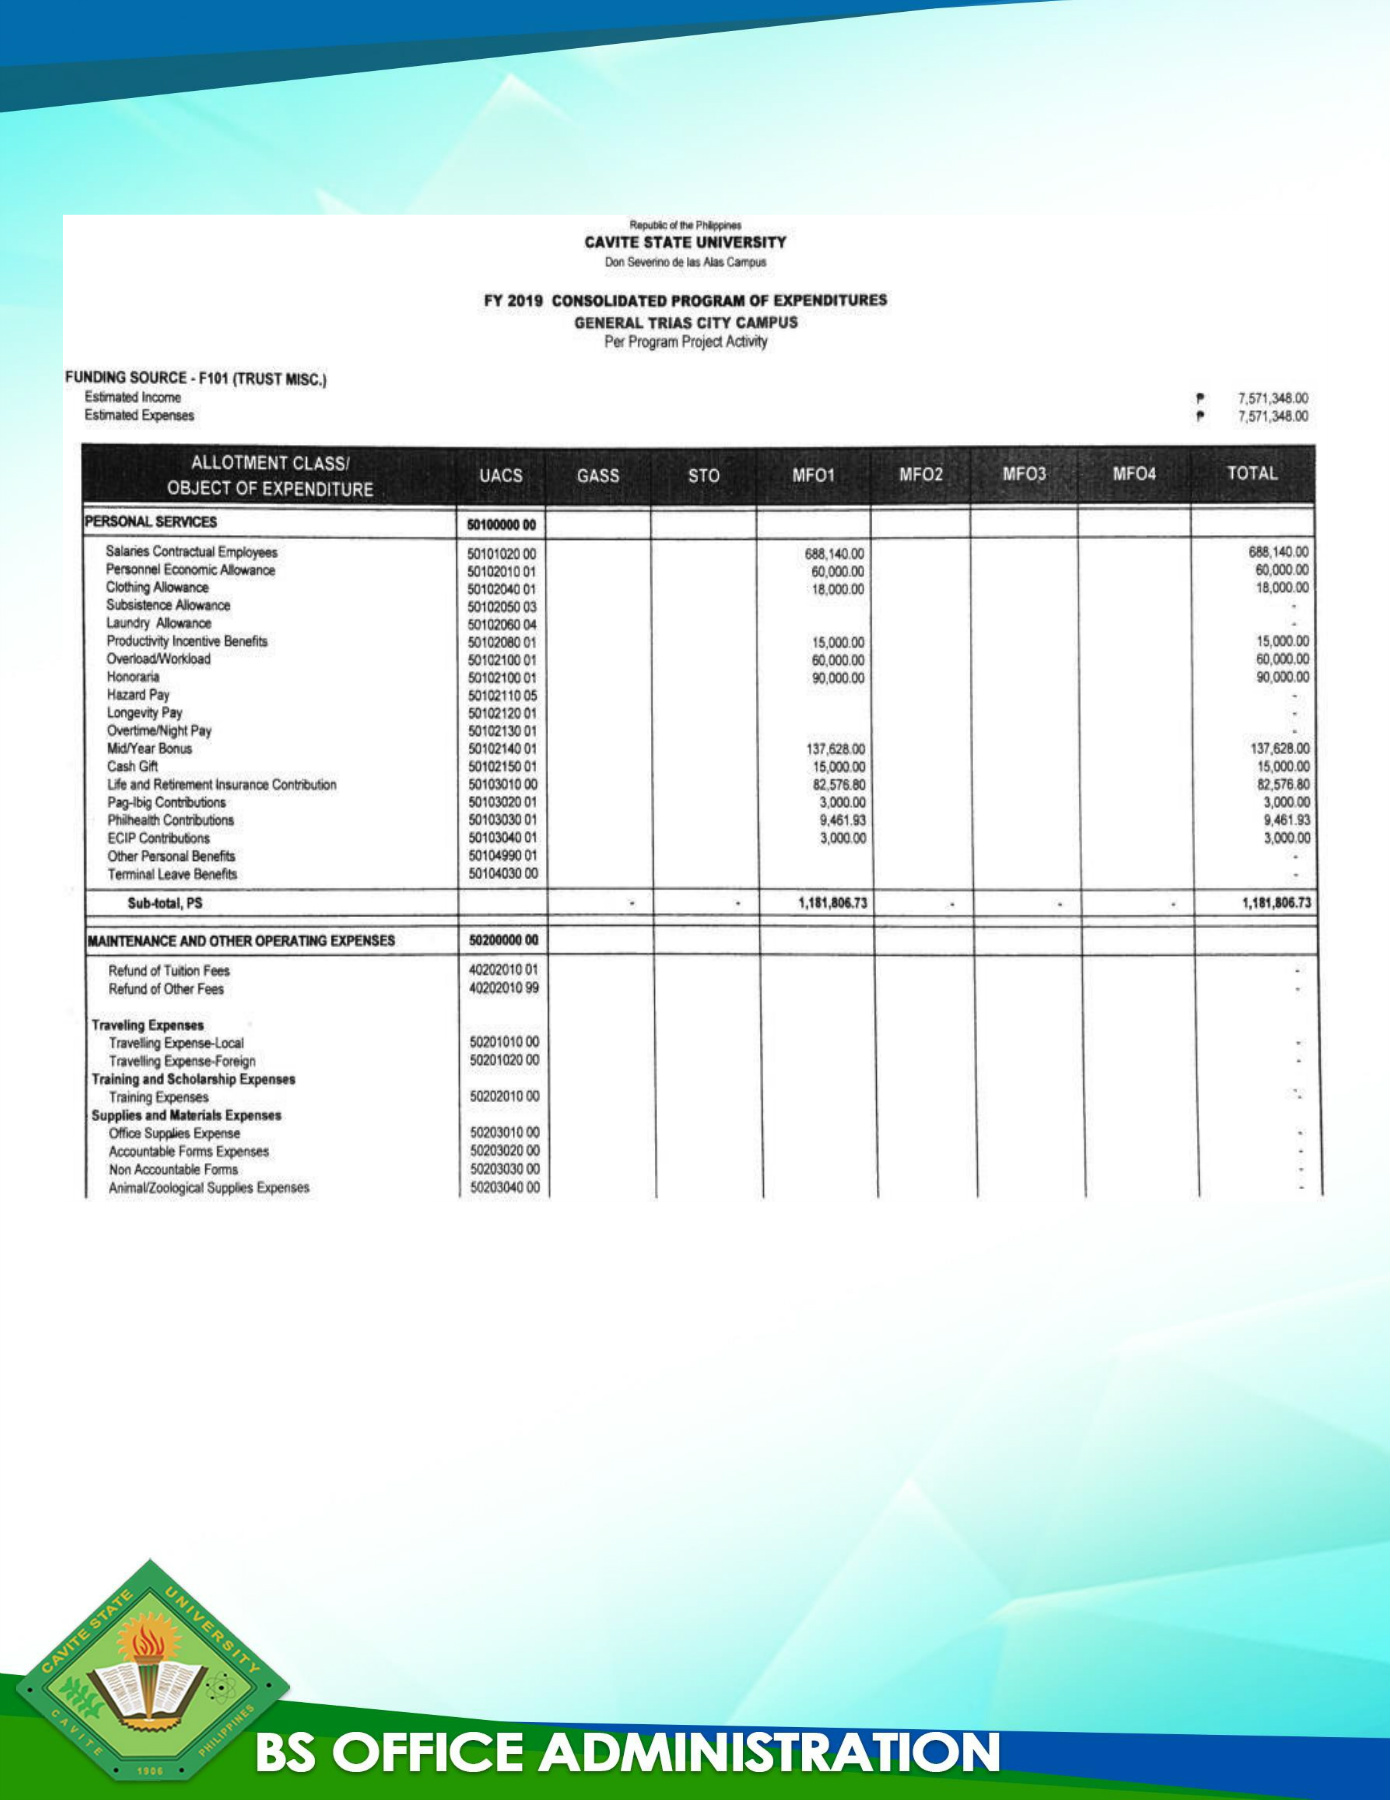 Republic of the Philippines
CAVITE STATE UNIVERSITY
Don Severino de las Alas Campus
FY 2019 CONSOLIDATED PROGRAM OF EXPENDITURES
GENERAL TRIAS CITY CAMPUS
Per Program Project Activity
FUNDING SOURCE - F101 (TRUST MISC.)
Estimated Income ₱ 7,571,348.00
Estimated Expenses ₱ 7,571,348.00
ALLOTMENT CLASS/ OBJECT OF EXPENDITURE UACS GASS STO MFO1 MFO2 MFO3 MFO4 TOTAL
PERSONAL SERVICES 50100000 00
Salaries Contractual Employees 50101020 00 688,140.00 688,140.00
Personnel Economic Allowance 50102010 01 60,000.00 60,000.00
Clothing Allowance 50102040 01 18,000.00 18,000.00
Subsistence Allowance 50102050 03 -
Laundry Allowance 50102060 04 -
Productivity Incentive Benefits 50102080 01 15,000.00 15,000.00
Overload/Workload 50102100 01 60,000.00 60,000.00
Honoraria 50102100 01 90,000.00 90,000.00
Hazard Pay 50102110 05 -
Longevity Pay 50102120 01 -
Overtime/Night Pay 50102130 01 -
Mid/Year Bonus 50102140 01 137,628.00 137,628.00
Cash Gift 50102150 01 15,000.00 15,000.00
Life and Retirement Insurance Contribution 50103010 00 82,576.80 82,576.80
Pag-Ibig Contributions 50103020 01 3,000.00 3,000.00
Philhealth Contributions 50103030 01 9,461.93 9,461.93
ECIP Contributions 50103040 01 3,000.00 3,000.00
Other Personal Benefits 50104990 01 -
Terminal Leave Benefits 50104030 00 -
Sub-total, PS - - 1,181,806.73 - - - 1,181,806.73
MAINTENANCE AND OTHER OPERATING EXPENSES 50200000 00
Refund of Tuition Fees 40202010 01 -
Refund of Other Fees 40202010 99 -
Traveling Expenses
Travelling Expense-Local 50201010 00 -
Travelling Expense-Foreign 50201020 00 -
Training and Scholarship Expenses
Training Expenses 50202010 00 -
Supplies and Materials Expenses
Office Supplies Expense 50203010 00 -
Accountable Forms Expenses 50203020 00 -
Non Accountable Forms 50203030 00 -
Animal/Zoological Supplies Expenses 50203040 00 -
CAVITE STATE UNIVERSITY
CAVITE 1906 PHILIPPINES
BS OFFICE ADMINISTRATION